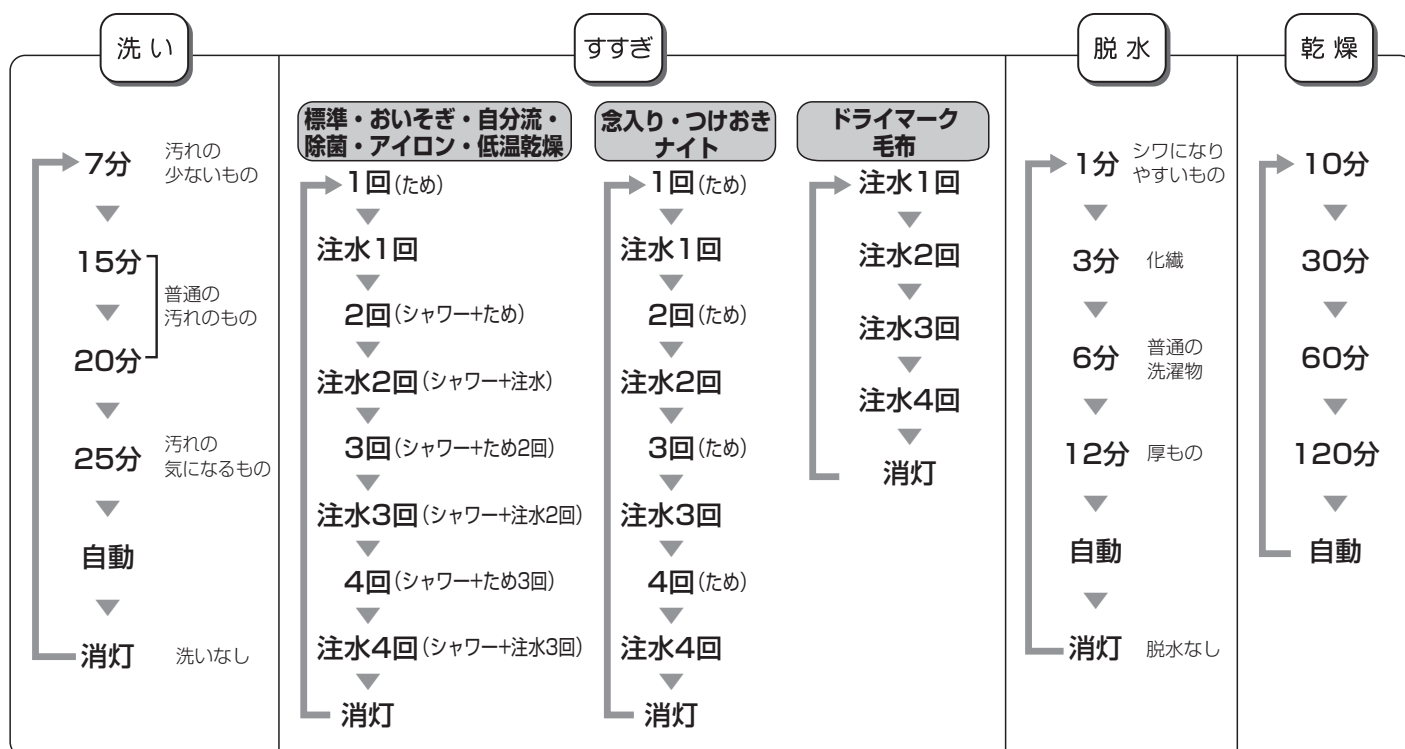 洗い
7分
汚れの
少ないもの
15分
20分
普通の
汚れのもの
25分
汚れの
気になるもの
自動
消灯
洗いなし
すすぎ
標準・おいそぎ・自分流・
除菌・アイロン・低温乾燥
1回(ため)
注水1回
2回(シャワー+ため)
注水2回(シャワー+注水)
3回(シャワー+ため2回)
注水3回(シャワー+注水2回)
4回(シャワー+ため3回)
注水4回(シャワー+注水3回)
消灯
念入り・つけおき
ナイト
1回(ため)
注水1回
2回(ため)
注水2回
3回(ため)
注水3回
4回(ため)
注水4回
消灯
ドライマーク
毛布
注水1回
注水2回
注水3回
注水4回
消灯
脱水
1分
シワになり
やすいもの
3分 化繊
6分
普通の
洗濯物
12分 厚もの
自動
消灯 脱水なし
乾燥
10分
30分
60分
120分
自動